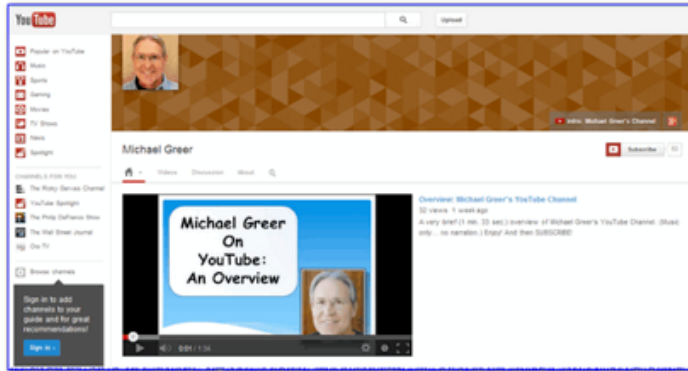 YouTube
Upload
Popular on YouTube
Music
Sports
Gaming
Movies
TV Shows
News
Spotlight
CHANNELS FOR YOU
The Ricky Gervais Channel
YouTube Spotlight
The Philip DeFranco Show
The Wall Street Journal
Ora TV
Browse channels
Sign in to add
channels to your
guide and for great
recommendations!
Sign in ›
Intro: Michael Greer's Channel
Michael Greer
Subscribe
Videos Discussion About
Michael Greer
On
YouTube:
An Overview
0:01 / 1:34
Overview: Michael Greer's YouTube Channel
32 views 1 week ago
A very brief (1 min. 33 sec.) overview of Michael Greer's YouTube Channel. (Music
only ... no narration.) Enjoy! And then SUBSCRIBE!